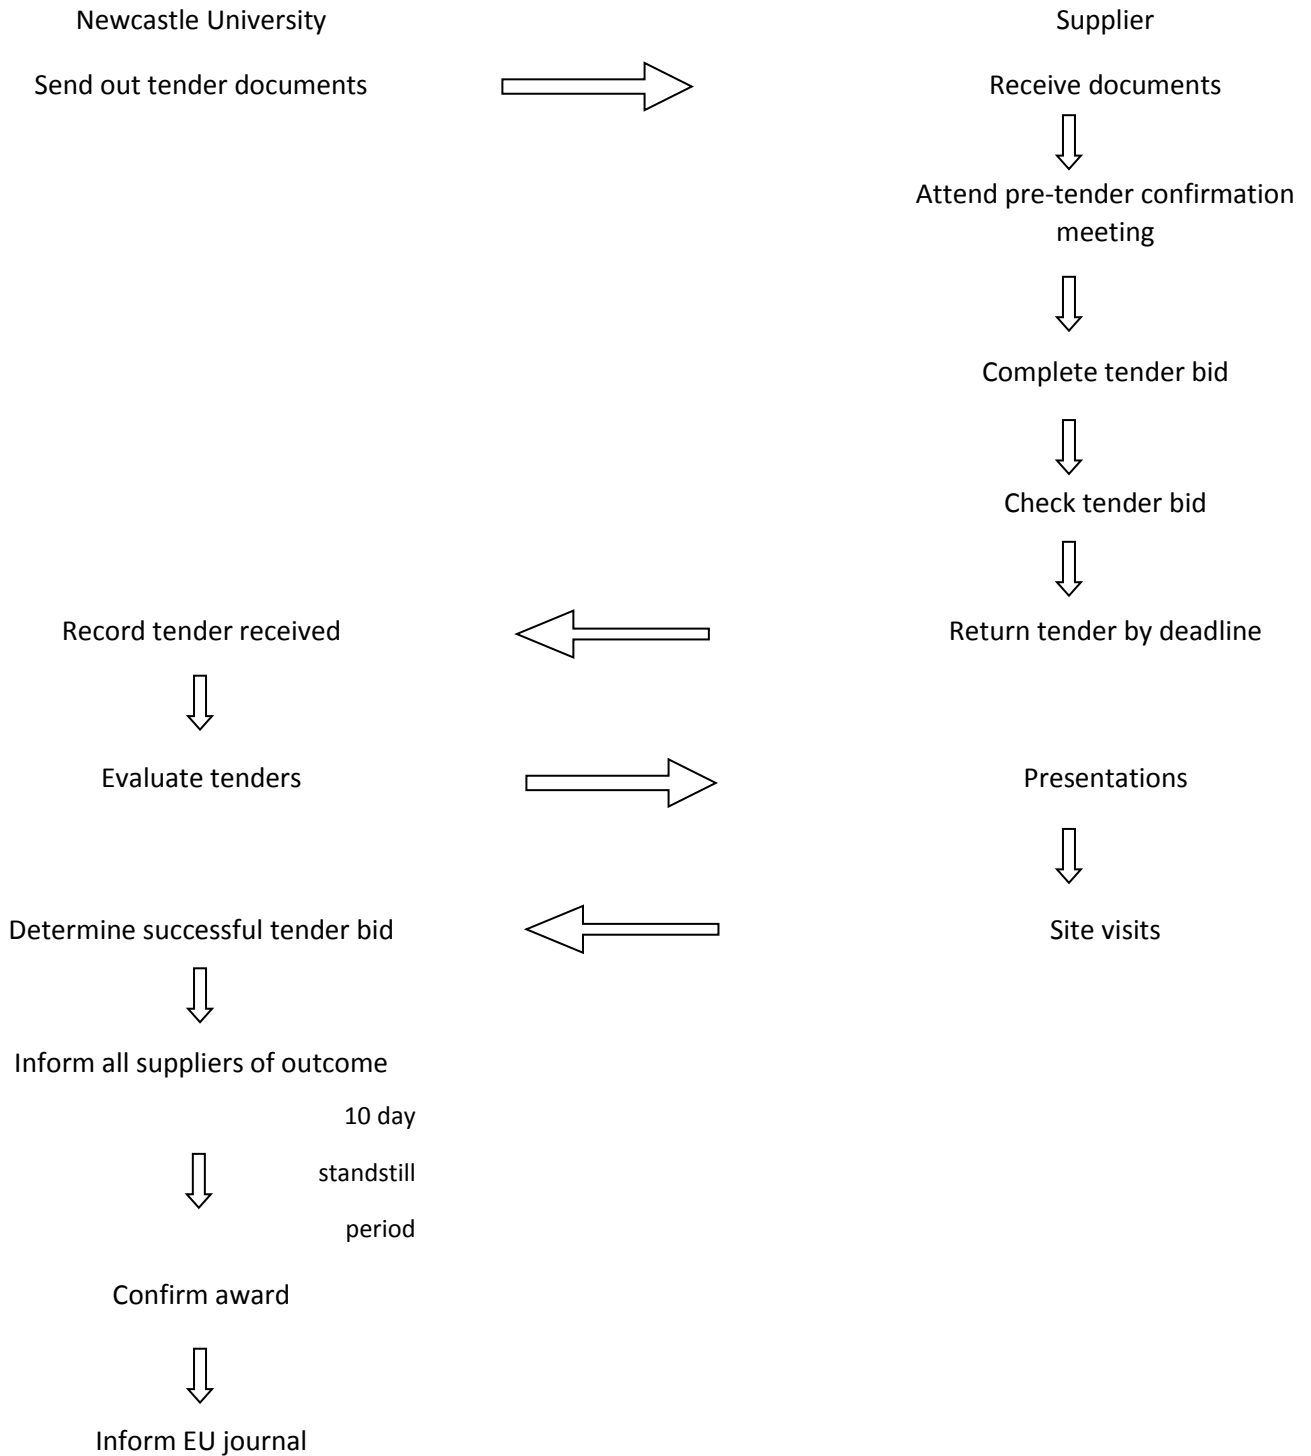 Newcastle University
Supplier
Send out tender documents
Receive documents
Attend pre-tender confirmation
meeting
Complete tender bid
Check tender bid
Record tender received
Return tender by deadline
Evaluate tenders
Presentations
Determine successful tender bid
Site visits
Inform all suppliers of outcome
10 day
standstill
period
Confirm award
Inform EU journal